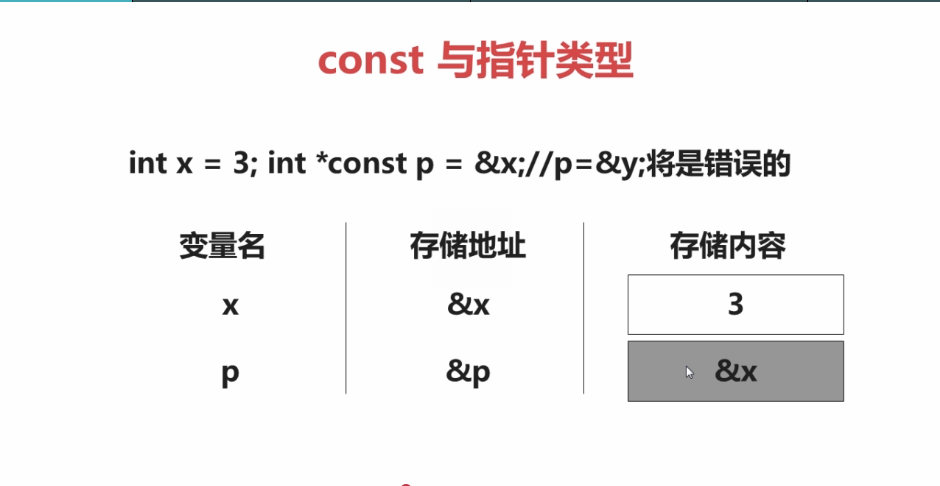 const 与指针类型
int x = 3; int *const p = &x;//p=&y;将是错误的
变量名 存储地址 存储内容
x &x 3
p &p &x